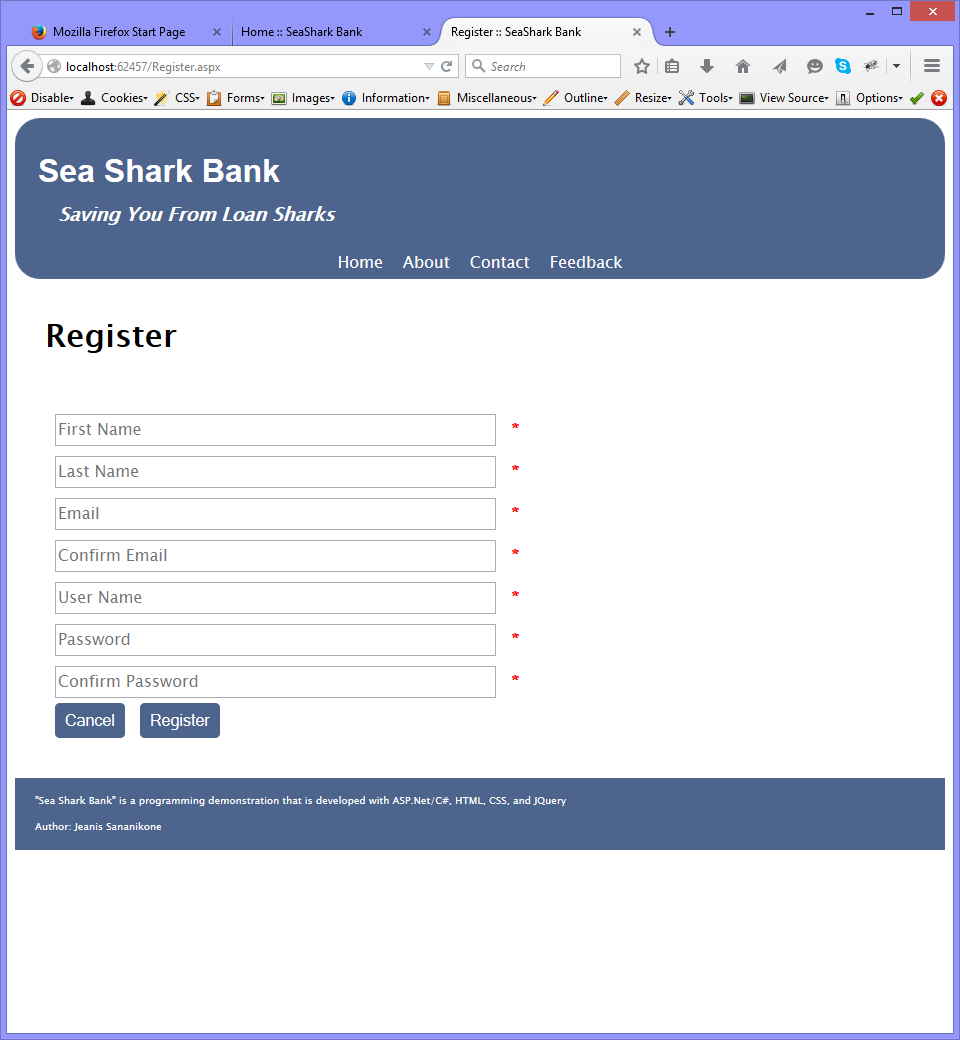 Mozilla Firefox Start Page Home :: SeaShark Bank Register :: SeaShark Bank
localhost:62457/Register.aspx Search
Disable Cookies CSS Forms Images Information Miscellaneous Outline Resize Tools View Source Options
Sea Shark Bank
Saving You From Loan Sharks
Home About Contact Feedback
Register
First Name *
Last Name *
Email *
Confirm Email *
User Name *
Password *
Confirm Password *
Cancel Register
"Sea Shark Bank" is a programming demonstration that is developed with ASP.Net/C#, HTML, CSS, and JQuery
Author: Jeanis Sananikone